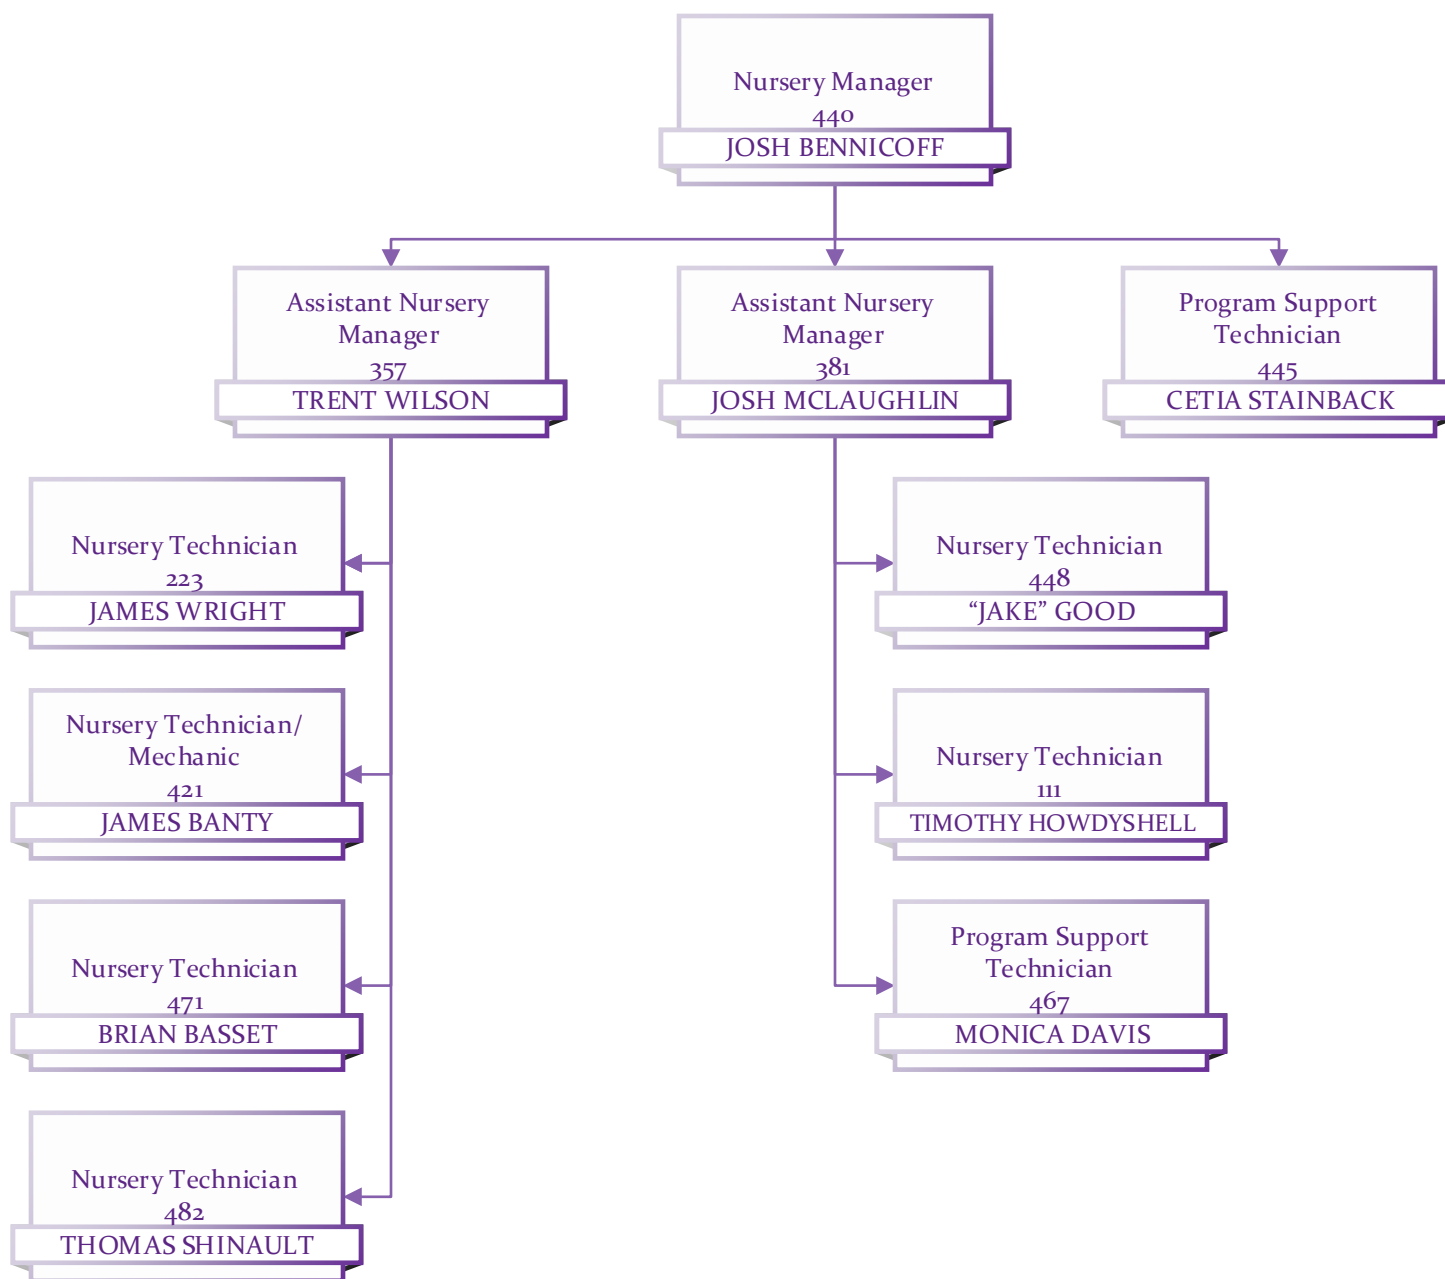 Nursery Manager
440
JOSH BENNICOFF
Assistant Nursery
Manager
357
TRENT WILSON
Assistant Nursery
Manager
381
JOSH MCLAUGHLIN
Program Support
Technician
445
CETIA STAINBACK
Nursery Technician
223
JAMES WRIGHT
Nursery Technician/
Mechanic
421
JAMES BANTY
Nursery Technician
471
BRIAN BASSET
Nursery Technician
482
THOMAS SHINAULT
Nursery Technician
448
“JAKE” GOOD
Nursery Technician
111
TIMOTHY HOWDYSHELL
Program Support
Technician
467
MONICA DAVIS